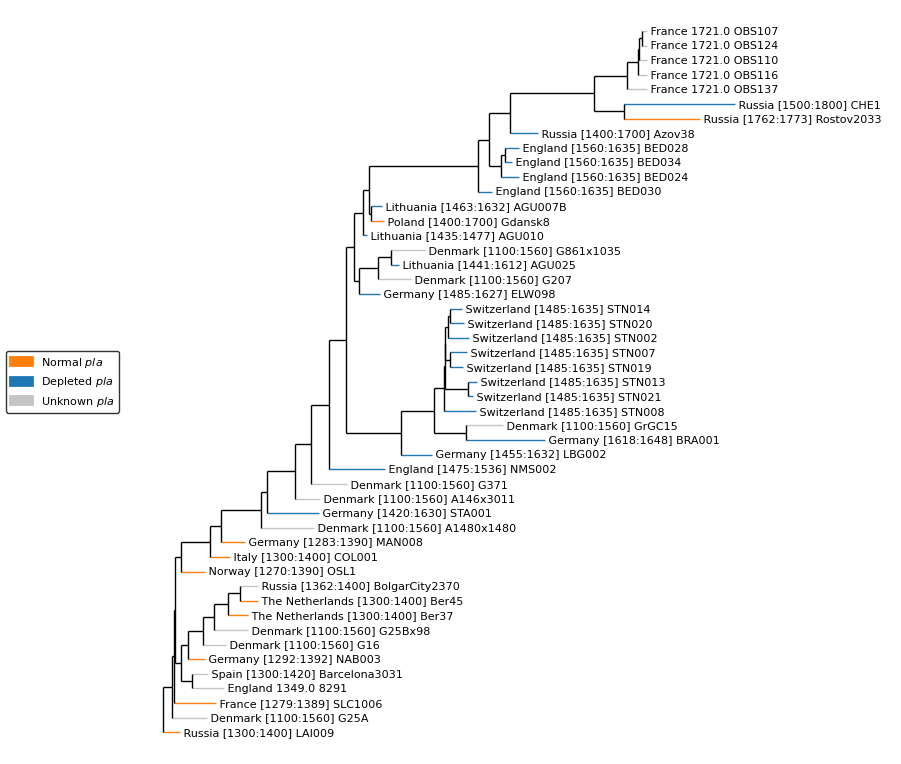 France 1721.0 OBS107
France 1721.0 OBS124
France 1721.0 OBS110
France 1721.0 OBS116
France 1721.0 OBS137
Russia [1500:1800] CHE1
Russia [1762:1773] Rostov2033
Russia [1400:1700] Azov38
England [1560:1635] BED028
England [1560:1635] BED034
England [1560:1635] BED024
England [1560:1635] BED030
Lithuania [1463:1632] AGU007B
Poland [1400:1700] Gdansk8
Lithuania [1435:1477] AGU010
Denmark [1100:1560] G861x1035
Lithuania [1441:1612] AGU025
Denmark [1100:1560] G207
Germany [1485:1627] ELW098
Switzerland [1485:1635] STN014
Switzerland [1485:1635] STN020
Switzerland [1485:1635] STN002
Switzerland [1485:1635] STN007
Switzerland [1485:1635] STN019
Switzerland [1485:1635] STN013
Switzerland [1485:1635] STN021
Switzerland [1485:1635] STN008
Denmark [1100:1560] GrGC15
Germany [1618:1648] BRA001
Germany [1455:1632] LBG002
England [1475:1536] NMS002
Denmark [1100:1560] G371
Denmark [1100:1560] A146x3011
Germany [1420:1630] STA001
Denmark [1100:1560] A1480x1480
Germany [1283:1390] MAN008
Italy [1300:1400] COL001
Norway [1270:1390] OSL1
Russia [1362:1400] BolgarCity2370
The Netherlands [1300:1400] Ber45
The Netherlands [1300:1400] Ber37
Denmark [1100:1560] G25Bx98
Denmark [1100:1560] G16
Germany [1292:1392] NAB003
Spain [1300:1420] Barcelona3031
England 1349.0 8291
France [1279:1389] SLC1006
Denmark [1100:1560] G25A
Russia [1300:1400] LAI009
Normal pla
Depleted pla
Unknown pla